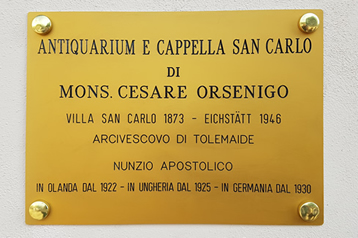 ANTIQUARIUM E CAPPELLA SAN CARLO
DI
MONS. CESARE ORSENIGO
VILLA SAN CARLO 1873 - EICHSTÄTT 1946
ARCIVESCOVO DI TOLEMAIDE
NUNZIO APOSTOLICO
IN OLANDA DAL 1922 - IN UNGHERIA DAL 1925 - IN GERMANIA DAL 1930